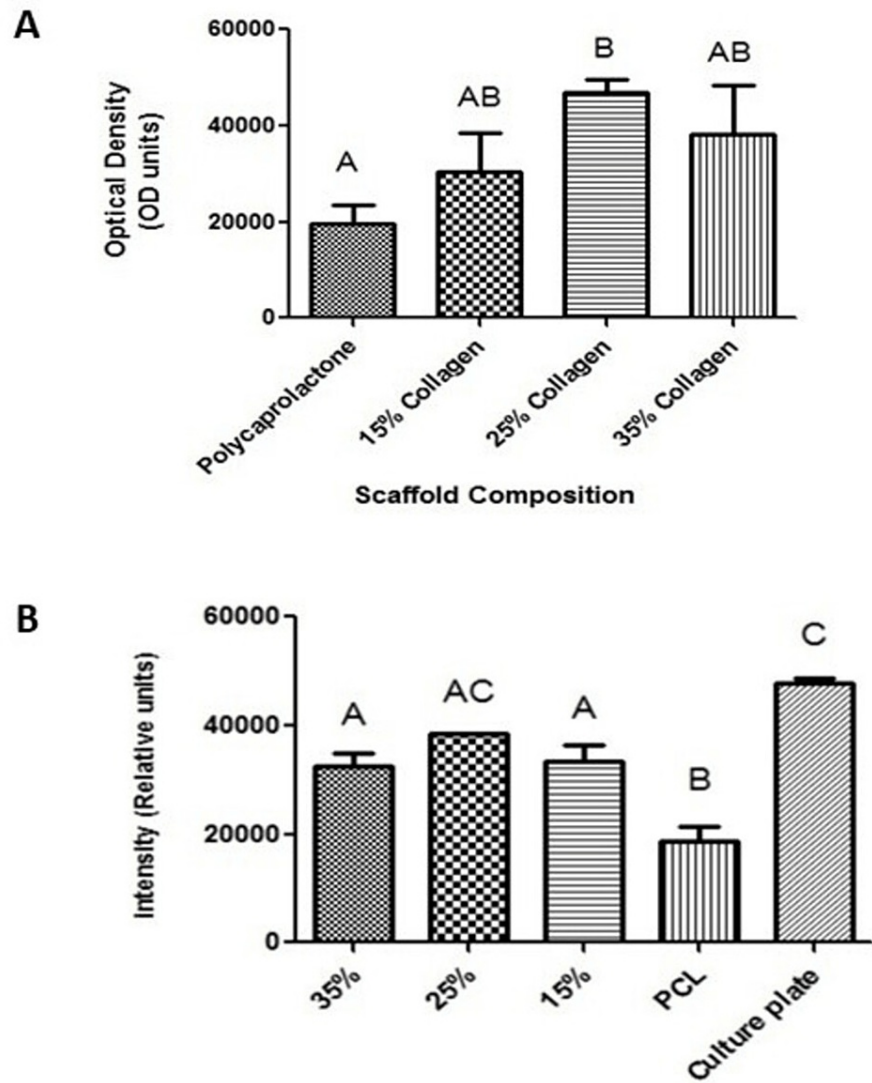 A
60000
40000
20000
0
Optical Density
(OD units)
A
AB
B
AB
Polycaprolactone
15% Collagen
25% Collagen
35% Collagen
Scaffold Composition
B
60000
40000
20000
0
Intensity (Relative units)
A
AC
A
B
C
35%
25%
15%
PCL
Culture plate